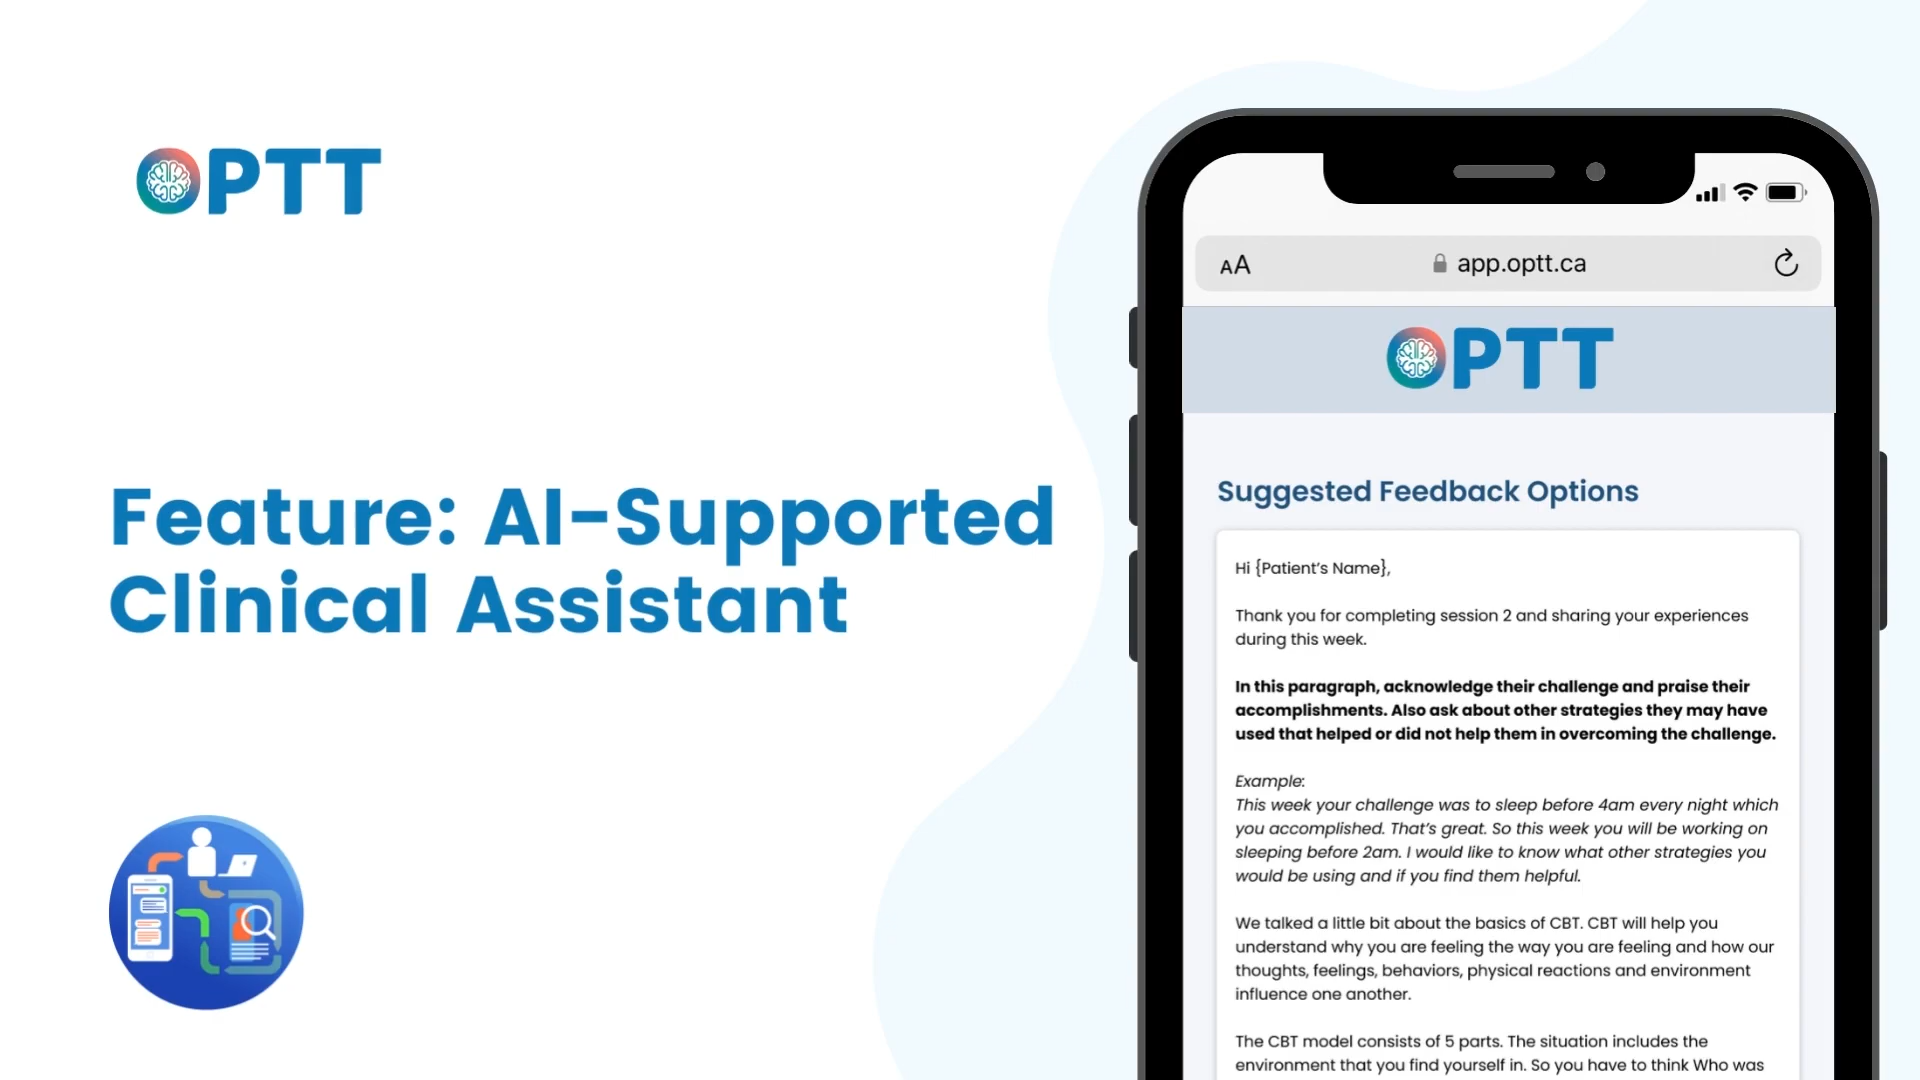 OPTT
Feature: AI-Supported
Clinical Assistant
AA
app.optt.ca
OPTT
Suggested Feedback Options
Hi {Patient’s Name},
Thank you for completing session 2 and sharing your experiences
during this week.
In this paragraph, acknowledge their challenge and praise their
accomplishments. Also ask about other strategies they may have
used that helped or did not help them in overcoming the challenge.
Example:
This week your challenge was to sleep before 4am every night which
you accomplished. That’s great. So this week you will be working on
sleeping before 2am. I would like to know what other strategies you
would be using and if you find them helpful.
We talked a little bit about the basics of CBT. CBT will help you
understand why you are feeling the way you are feeling and how our
thoughts, feelings, behaviors, physical reactions and environment
influence one another.
The CBT model consists of 5 parts. The situation includes the
environment that you find yourself in. So you have to think Who was